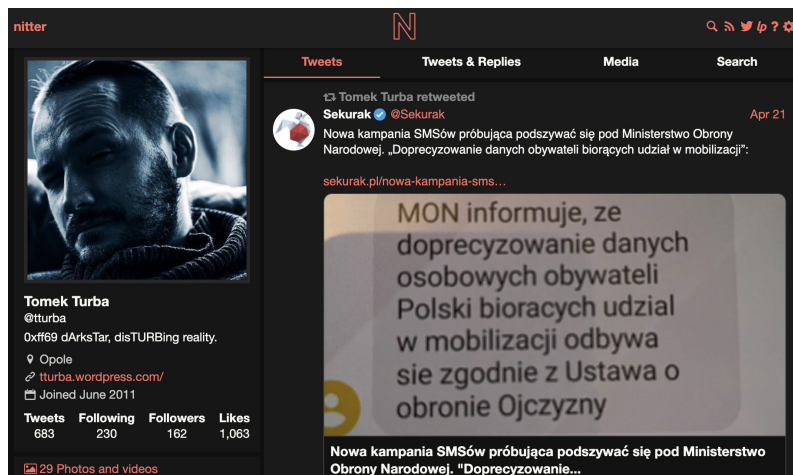 nitter
N
lp ?
Tweets Tweets & Replies Media Search
Tomek Turba retweeted
Sekurak @Sekurak Apr 21
Nowa kampania SMSów próbująca podszywać się pod Ministerstwo Obrony
Narodowej. „Doprecyzowanie danych obywateli biorących udział w mobilizacji”:
sekurak.pl/nowa-kampania-sms…
MON informuje, ze
doprecyzowanie danych
osobowych obywateli
Polski bioracych udzial
w mobilizacji odbywa
sie zgodnie z Ustawa o
obronie Ojczyzny
Nowa kampania SMSów próbująca podszywać się pod Ministerstwo
Obrony Narodowej. "Doprecyzowanie...
Tomek Turba
@tturba
0xff69 dArksTar, disTURBing reality.
Opole
tturba.wordpress.com/
Joined June 2011
Tweets Following Followers Likes
683 230 162 1,063
29 Photos and videos